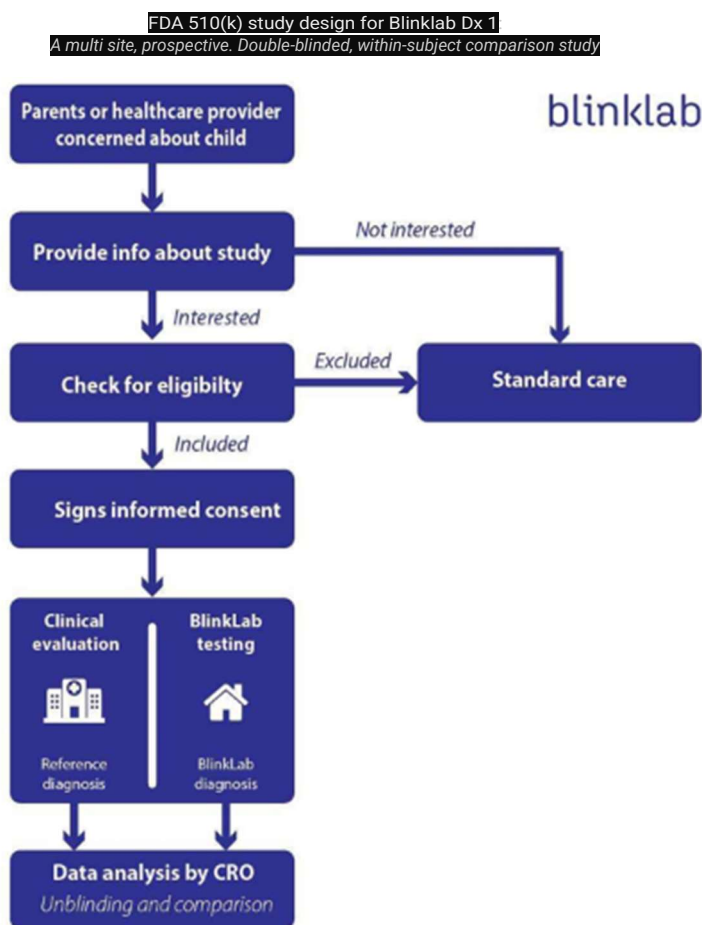 FDA 510(k) study design for Blinklab Dx 1
A multi site, prospective. Double-blinded, within-subject comparison study
blinklab
Parents or healthcare provider
concerned about child
Provide info about study
Not interested
Interested
Check for eligibilty
Excluded
Standard care
Included
Signs informed consent
Clinical
evaluation
Reference
diagnosis
BlinkLab
testing
BlinkLab
diagnosis
Data analysis by CRO
Unblinding and comparison